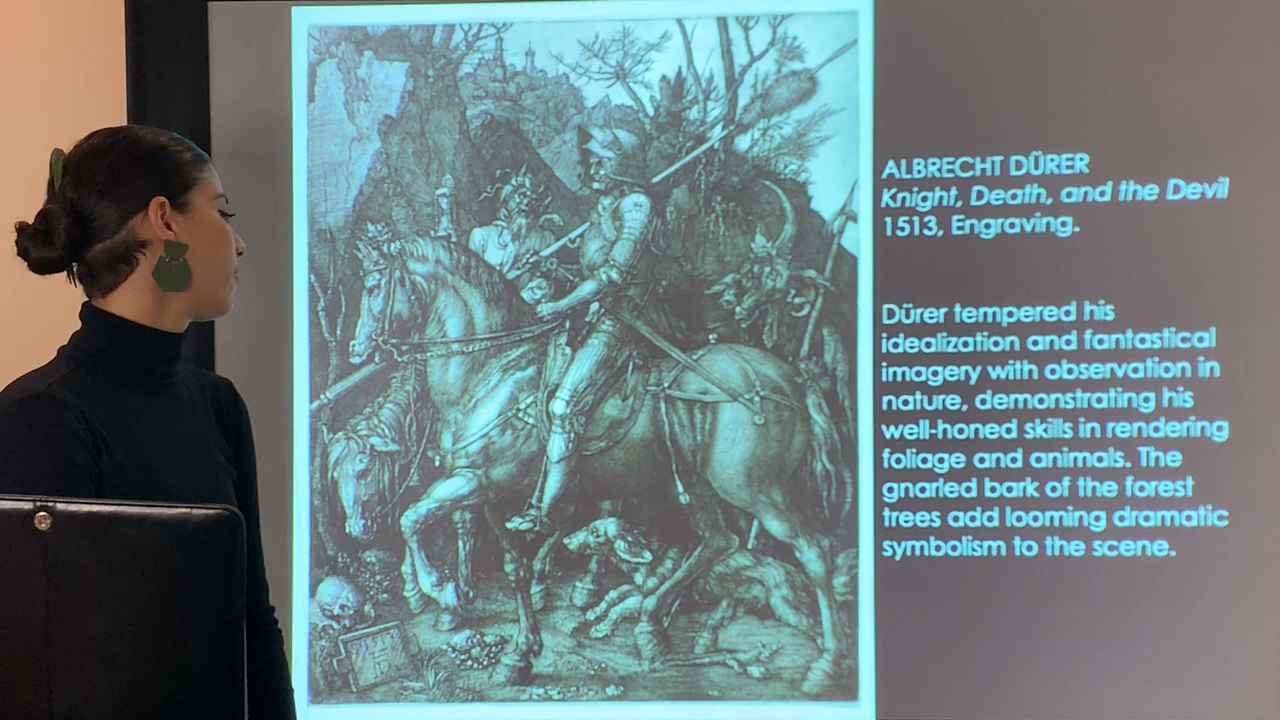 ALBRECHT DÜRER
Knight, Death, and the Devil
1513, Engraving.
Dürer tempered his
idealization and fantastical
imagery with observation in
nature, demonstrating his
well-honed skills in rendering
foliage and animals. The
gnarled bark of the forest
trees add looming dramatic
symbolism to the scene.